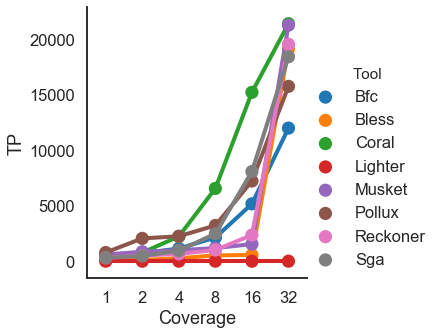 20000
15000
10000
5000
0
TP
1 2 4 8 16 32
Coverage
Tool
Bfc
Bless
Coral
Lighter
Musket
Pollux
Reckoner
Sga